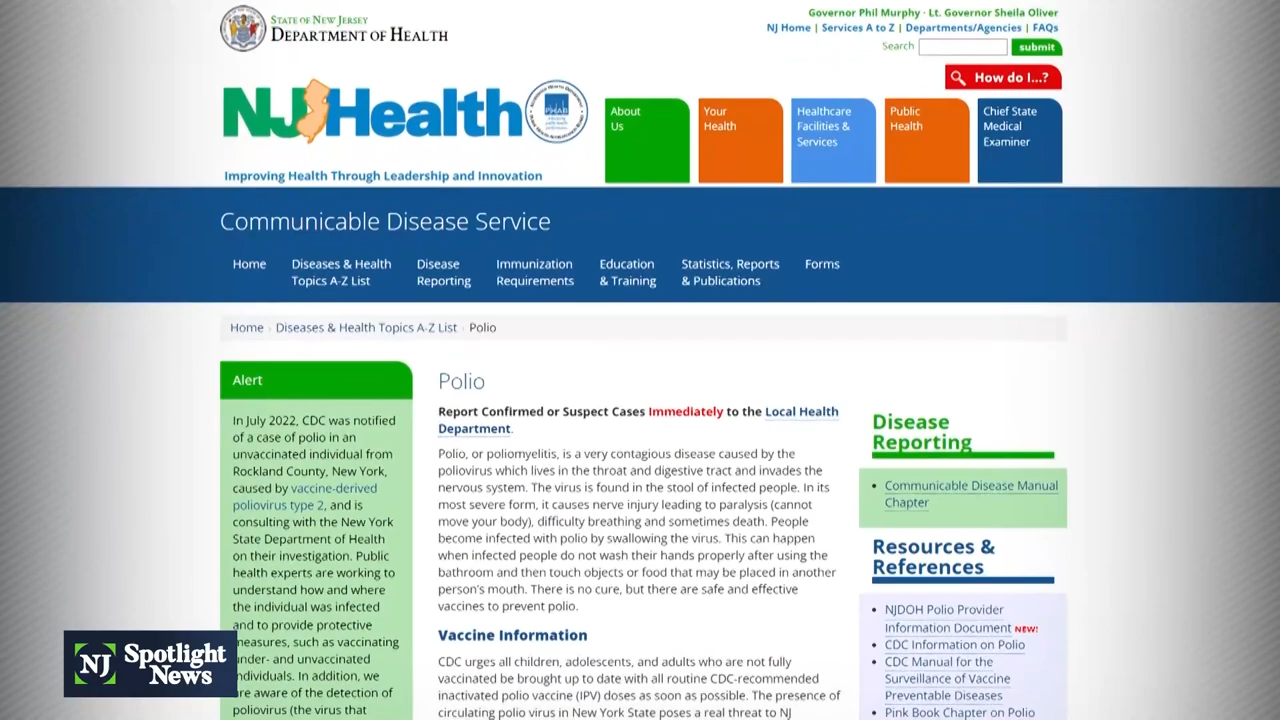 STATE OF NEW JERSEY
DEPARTMENT OF HEALTH
Governor Phil Murphy · Lt. Governor Sheila Oliver
NJ Home | Services A to Z | Departments/Agencies | FAQs
Search submit
How do I...?
NJ Health
PHAB
Improving Health Through Leadership and Innovation
About
Us
Your
Health
Healthcare
Facilities &
Services
Public
Health
Chief State
Medical
Examiner
Communicable Disease Service
Home
Diseases & Health
Topics A-Z List
Disease
Reporting
Immunization
Requirements
Education
& Training
Statistics, Reports
& Publications
Forms
Home › Diseases & Health Topics A-Z List › Polio
Alert
In July 2022, CDC was notified
of a case of polio in an
unvaccinated individual from
Rockland County, New York,
caused by vaccine-derived
poliovirus type 2, and is
consulting with the New York
State Department of Health
on their investigation. Public
health experts are working to
understand how and where
the individual was infected
and to provide protective
measures, such as vaccinating
under- and unvaccinated
individuals. In addition, we
are aware of the detection of
poliovirus (the virus that
Polio
Report Confirmed or Suspect Cases Immediately to the Local Health
Department.
Polio, or poliomyelitis, is a very contagious disease caused by the
poliovirus which lives in the throat and digestive tract and invades the
nervous system. The virus is found in the stool of infected people. In its
most severe form, it causes nerve injury leading to paralysis (cannot
move your body), difficulty breathing and sometimes death. People
become infected with polio by swallowing the virus. This can happen
when infected people do not wash their hands properly after using the
bathroom and then touch objects or food that may be placed in another
person's mouth. There is no cure, but there are safe and effective
vaccines to prevent polio.
Vaccine Information
CDC urges all children, adolescents, and adults who are not fully
vaccinated be brought up to date with all routine CDC-recommended
inactivated polio vaccine (IPV) doses as soon as possible. The presence of
circulating polio virus in New York State poses a real threat to NJ
Disease
Reporting
• Communicable Disease Manual
Chapter
Resources &
References
• NJDOH Polio Provider
Information Document NEW!
• CDC Information on Polio
• CDC Manual for the
Surveillance of Vaccine
Preventable Diseases
• Pink Book Chapter on Polio
NJ Spotlight
News